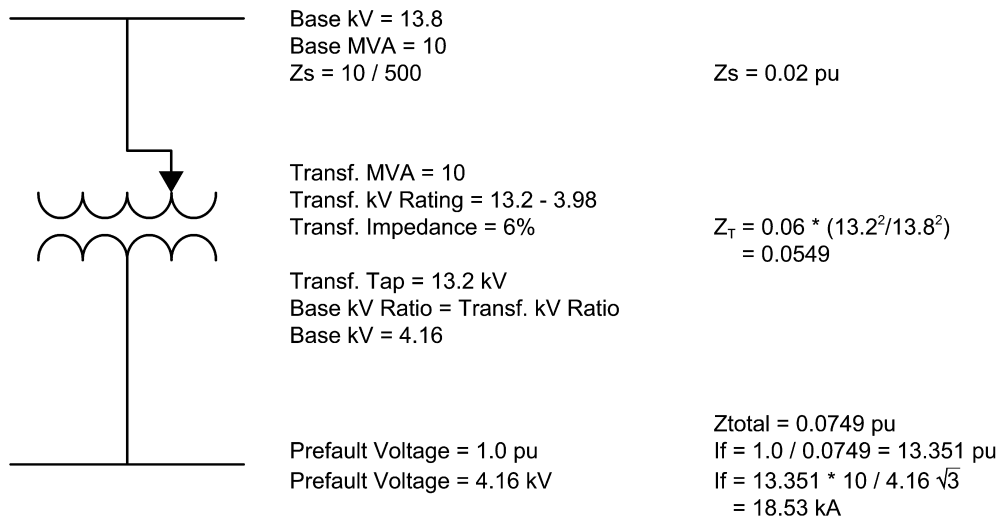 Base kV = 13.8
Base MVA = 10
Zs = 10 / 500
Zs = 0.02 pu
Transf. MVA = 10
Transf. kV Rating = 13.2 - 3.98
Transf. Impedance = 6%
Z_T = 0.06 * (13.2²/13.8²)
= 0.0549
Transf. Tap = 13.2 kV
Base kV Ratio = Transf. kV Ratio
Base kV = 4.16
Ztotal = 0.0749 pu
Prefault Voltage = 1.0 pu
If = 1.0 / 0.0749 = 13.351 pu
Prefault Voltage = 4.16 kV
If = 13.351 * 10 / 4.16 √3
= 18.53 kA